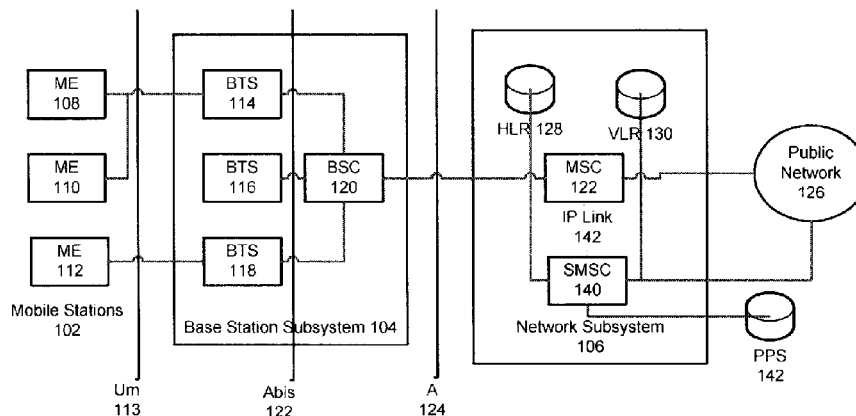 ME
108
BTS
114
HLR 128
VLR 130
ME
110
BTS
116
BSC
120
MSC
122
Public
Network
126
IP Link
142
ME
112
BTS
118
SMSC
140
Mobile Stations
102
Base Station Subsystem 104
Network Subsystem
106
PPS
142
Um
113
Abis
122
A
124